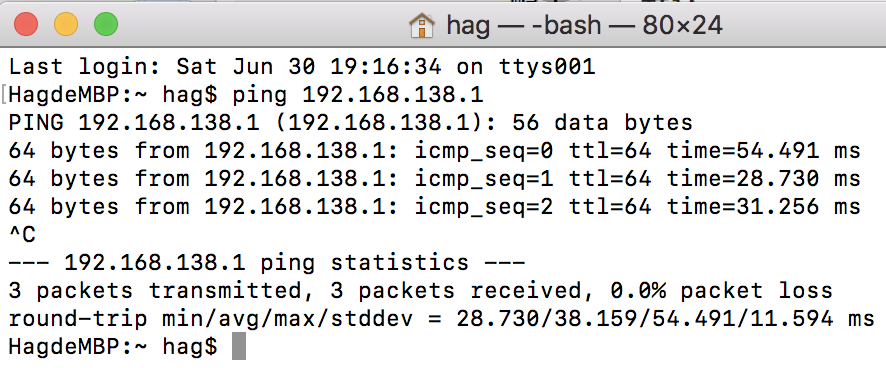 hag — -bash — 80×24
Last login: Sat Jun 30 19:16:34 on ttys001
[HagdeMBP:~ hag$ ping 192.168.138.1
PING 192.168.138.1 (192.168.138.1): 56 data bytes
64 bytes from 192.168.138.1: icmp_seq=0 ttl=64 time=54.491 ms
64 bytes from 192.168.138.1: icmp_seq=1 ttl=64 time=28.730 ms
64 bytes from 192.168.138.1: icmp_seq=2 ttl=64 time=31.256 ms
^C
--- 192.168.138.1 ping statistics ---
3 packets transmitted, 3 packets received, 0.0% packet loss
round-trip min/avg/max/stddev = 28.730/38.159/54.491/11.594 ms
HagdeMBP:~ hag$